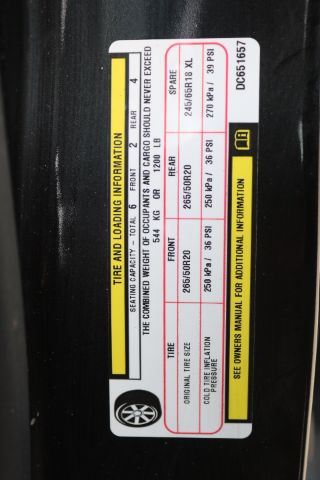 TIRE AND LOADING INFORMATION
SEATING CAPACITY - TOTAL 6 FRONT 2 REAR 4
THE COMBINED WEIGHT OF OCCUPANTS AND CARGO SHOULD NEVER EXCEED
544 KG OR 1200 LB
TIRE FRONT REAR SPARE
ORIGINAL TIRE SIZE 265/50R20 265/50R20 245/65R18 XL
COLD TIRE INFLATION PRESSURE 250 kPa / 36 PSI 250 kPa / 36 PSI 270 kPa / 39 PSI
SEE OWNERS MANUAL FOR ADDITIONAL INFORMATION
DC651657